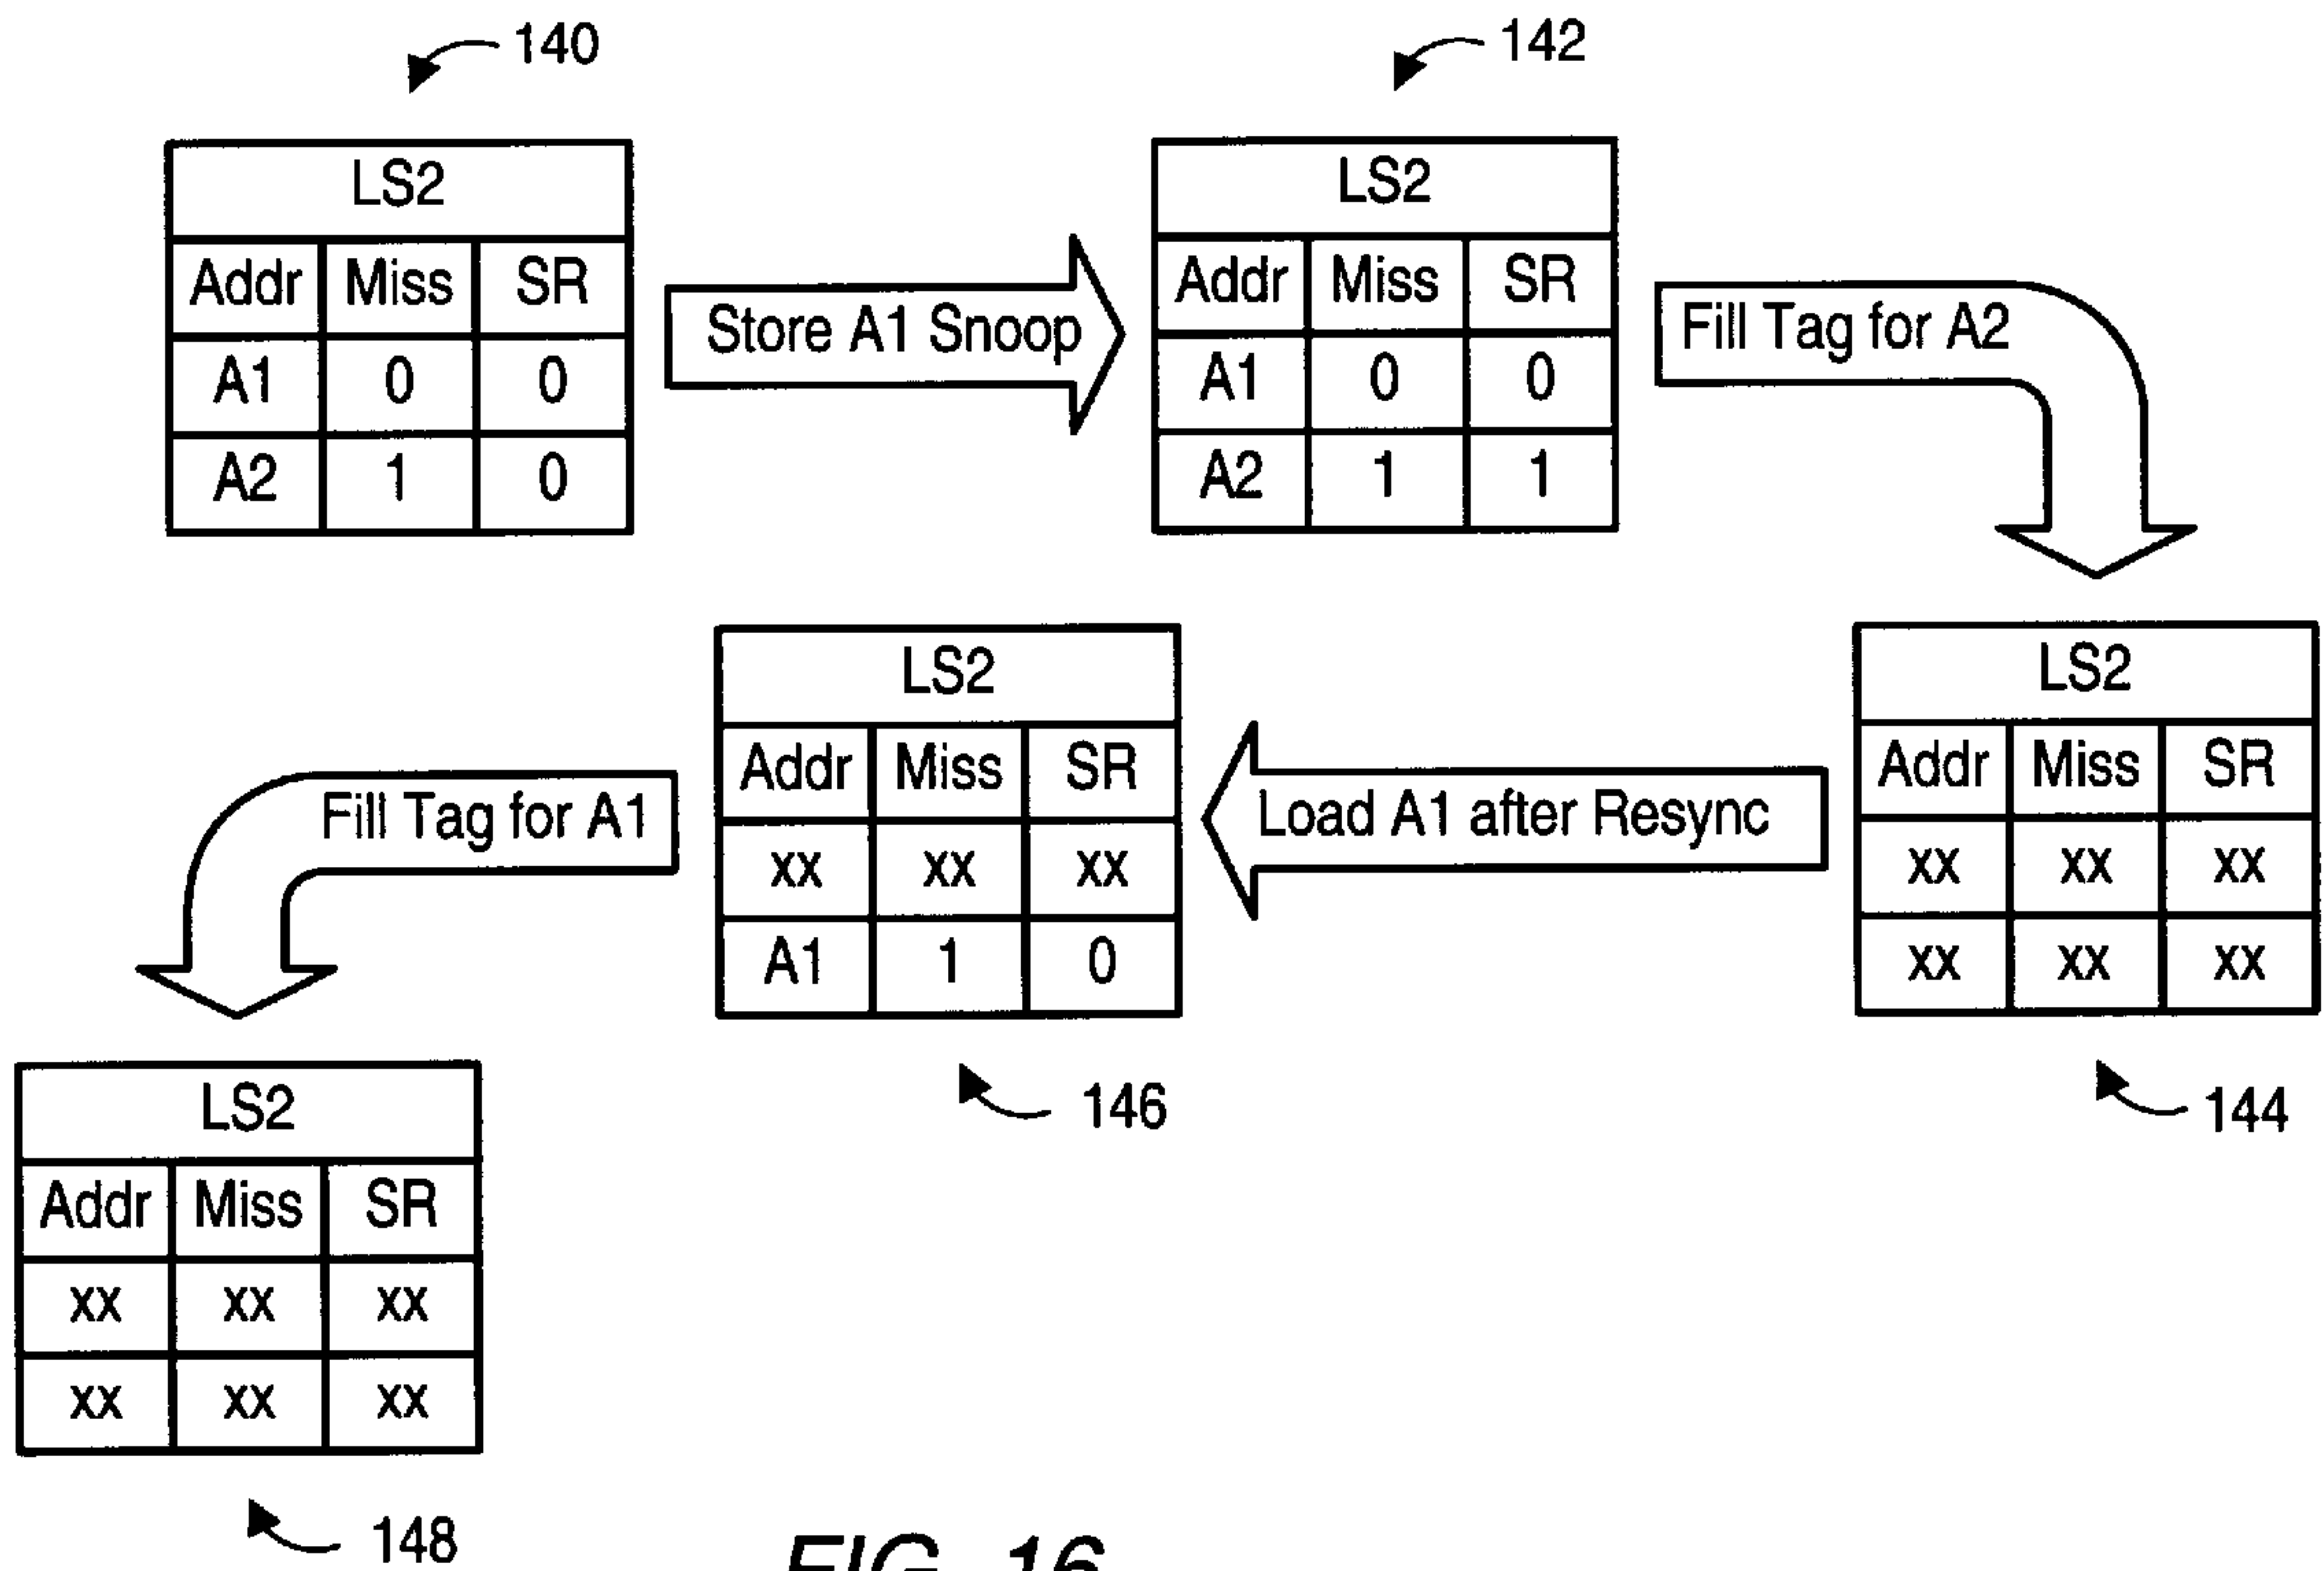 140
LS2
Addr Miss SR
A1 0 0
A2 1 0
Store A1 Snoop
142
LS2
Addr Miss SR
A1 0 0
A2 1 1
Fill Tag for A2
LS2
Addr Miss SR
xx xx xx
xx xx xx
144
Load A1 after Resync
LS2
Addr Miss SR
xx xx xx
A1 1 0
146
Fill Tag for A1
LS2
Addr Miss SR
xx xx xx
xx xx xx
148
FIG. 16